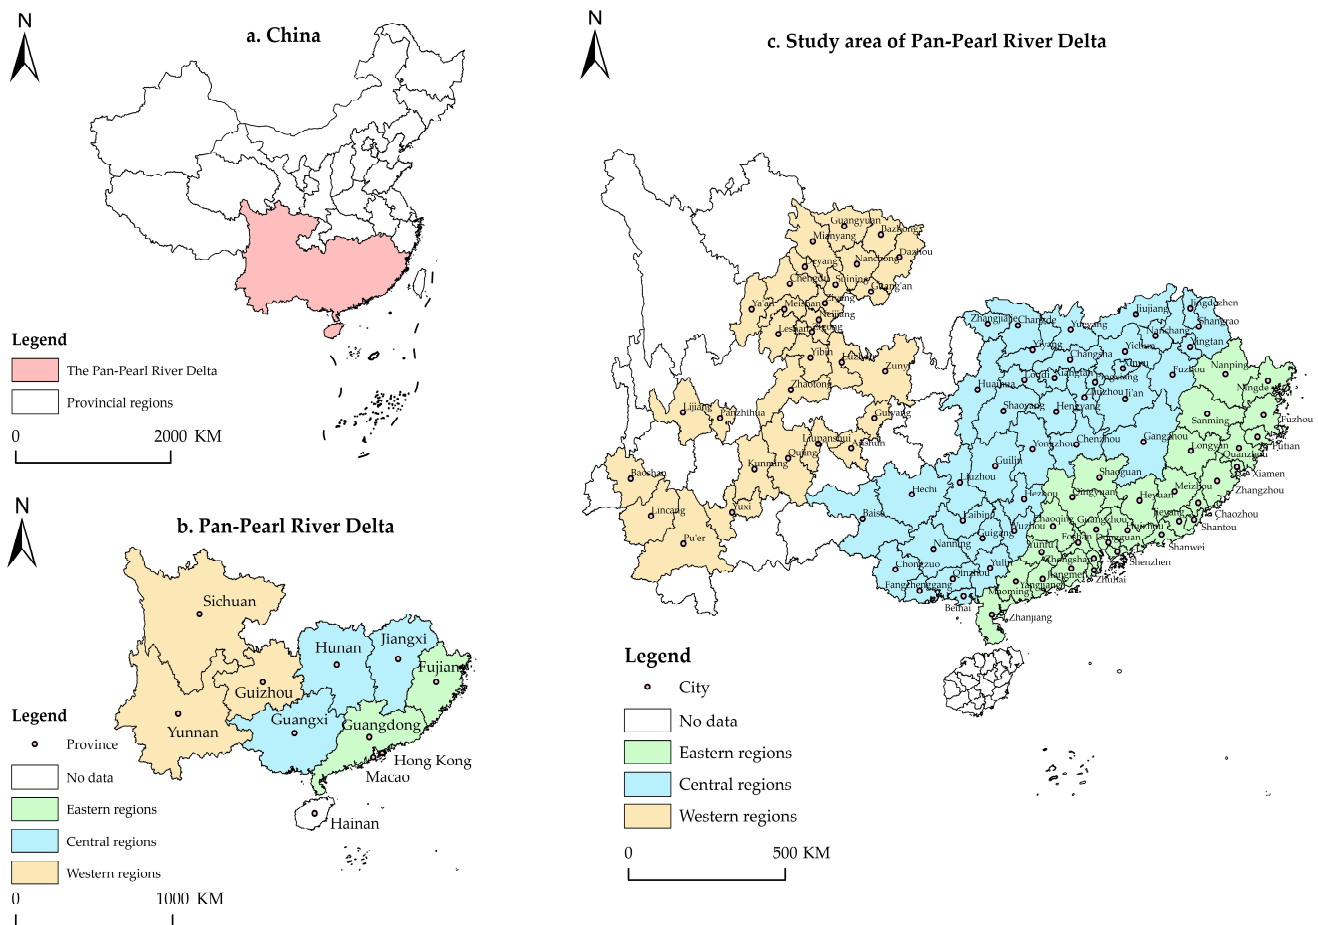 N
a. China
Legend
The Pan-Pearl River Delta
Provincial regions
0 2000 KM
N
b. Pan-Pearl River Delta
Sichuan
Hunan
Jiangxi
Fujian
Guizhou
Guangxi
Guangdong
Yunnan
Hong Kong
Macao
Hainan
Legend
Province
No data
Eastern regions
Central regions
Western regions
0 1000 KM
N
c. Study area of Pan-Pearl River Delta
Guangyuan
Bazhong
Mianyang
Dazhou
Deyang
Nanchong
Chengdu
Suining
Guang'an
Ya'an
Meishan
Ziyang
Neijiang
Leshan
Zigong
Yibin
Luzhou
Zunyi
Zhaotong
Lijiang
Panzhihua
Guiyang
Liupanshui
Anshun
Qujing
Kunming
Baoshan
Lincang
Yuxi
Pu'er
Zhangjiajie
Changde
Yueyang
Jiujiang
Jingdezhen
Shangrao
Nanchang
Yiyang
Yichun
Yingtan
Changsha
Xinyu
Loudi
Xiangtan
Pingxiang
Fuzhou
Huaihua
Zhuzhou
Ji'an
Shaoyang
Hengyang
Nanping
Ningde
Sanming
Fuzhou
Yongzhou
Chenzhou
Ganzhou
Longyan
Putian
Quanzhou
Guilin
Xiamen
Liuzhou
Shaoguan
Zhangzhou
Hechi
Hezhou
Qingyuan
Heyuan
Meizhou
Baise
Laibin
Wuzhou
Zhaoqing
Guangzhou
Huizhou
Jieyang
Chaozhou
Shantou
Guigang
Foshan
Dongguan
Shanwei
Nanning
Yunfu
Shenzhen
Chongzuo
Qinzhou
Yulin
Zhongshan
Jiangmen
Zhuhai
Fangchenggang
Yangjiang
Maoming
Beihai
Zhanjiang
Legend
City
No data
Eastern regions
Central regions
Western regions
0 500 KM